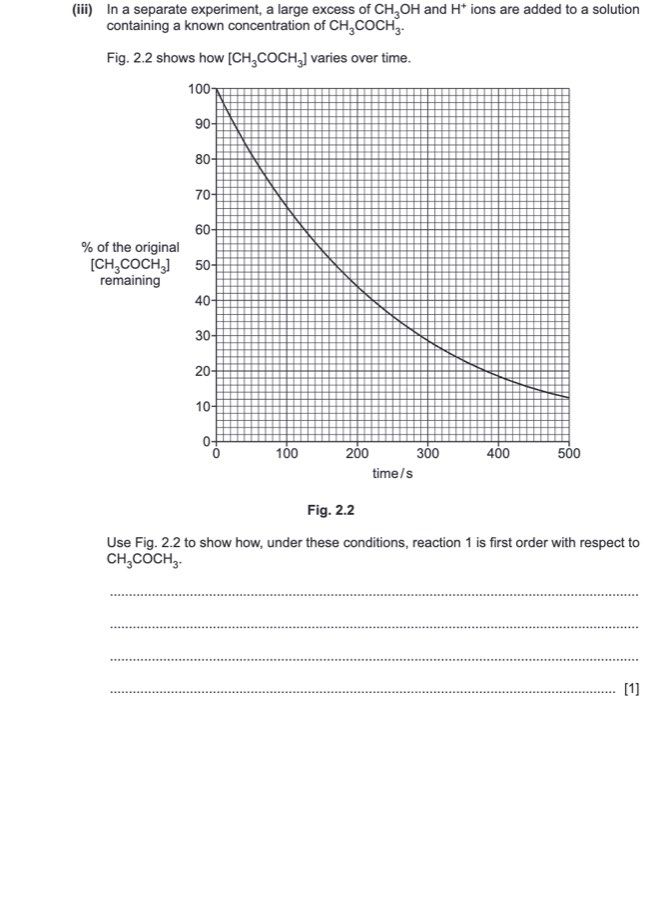 (iii) In a separate experiment, a large excess of CH₃OH and H⁺ ions are added to a solution
containing a known concentration of CH₃COCH₃.
Fig. 2.2 shows how [CH₃COCH₃] varies over time.
100
90
80
70
60
% of the original
[CH₃COCH₃]
remaining
50
40
30
20
10
0
0 100 200 300 400 500
time/s
Fig. 2.2
Use Fig. 2.2 to show how, under these conditions, reaction 1 is first order with respect to
CH₃COCH₃.
[1]